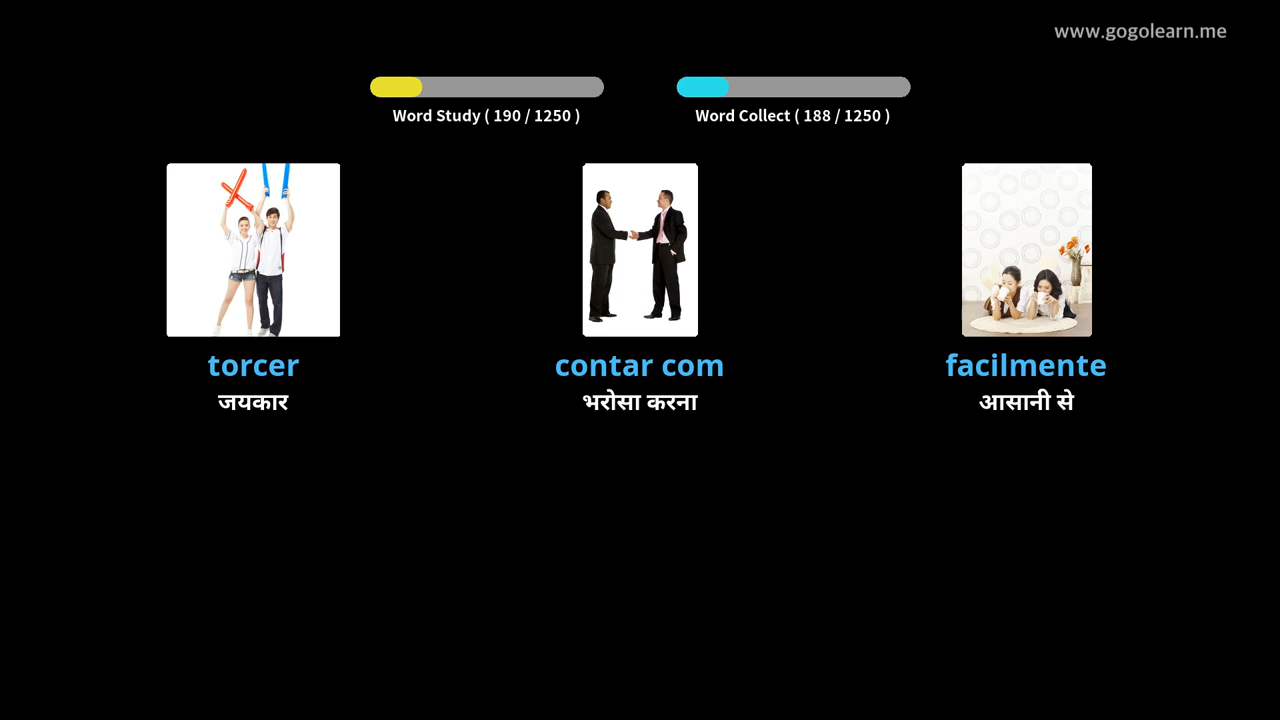 www.gogolearn.me
Word Study ( 190 / 1250 )
Word Collect ( 188 / 1250 )
torcer
जयकार
contar com
भरोसा करना
facilmente
आसानी से